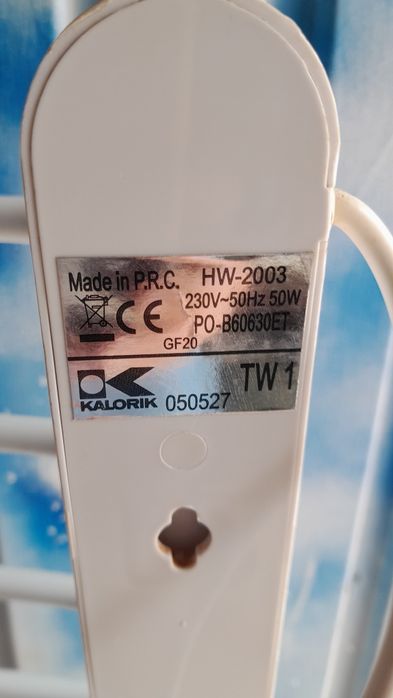 Made in P.R.C. HW-2003
230V~50Hz 50W
CE PO-B60630ET
GF20
KALORIK 050527 TW 1